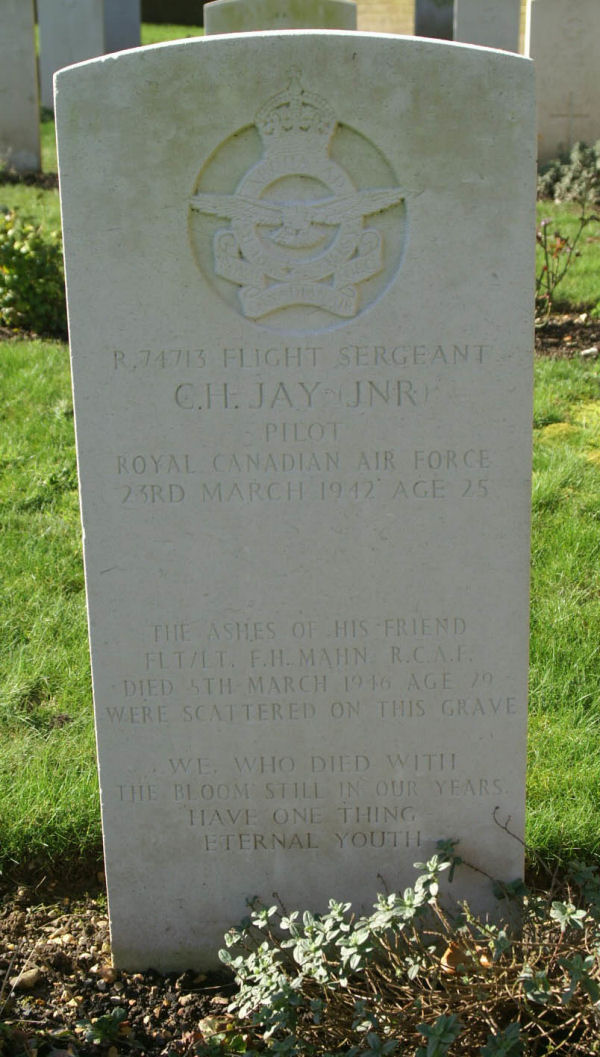 R.74713 FLIGHT SERGEANT
C.H. JAY (JNR)
PILOT
ROYAL CANADIAN AIR FORCE
23RD MARCH 1942 AGE 25
THE ASHES OF HIS FRIEND
FLT/LT. F.H. MAHN R.C.A.F.
DIED 5TH MARCH 1946 AGE 29
WERE SCATTERED ON THIS GRAVE
WE, WHO DIED WITH
THE BLOOM STILL IN OUR YEARS.
HAVE ONE THING -
ETERNAL YOUTH